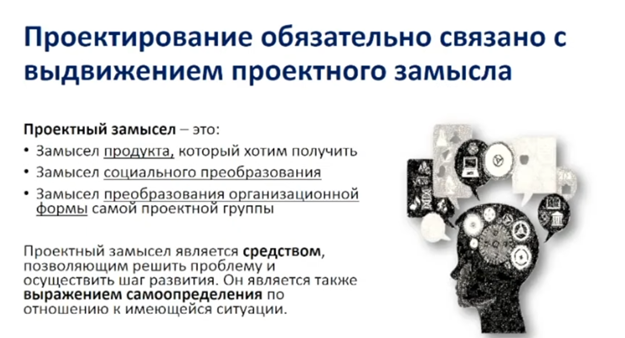 Проектирование обязательно связано с
выдвижением проектного замысла
Проектный замысел – это:
• Замысел продукта, который хотим получить
• Замысел социального преобразования
• Замысел преобразования организационной
формы самой проектной группы
Проектный замысел является средством,
позволяющим решить проблему и
осуществить шаг развития. Он является также
выражением самоопределения по
отношению к имеющейся ситуации.